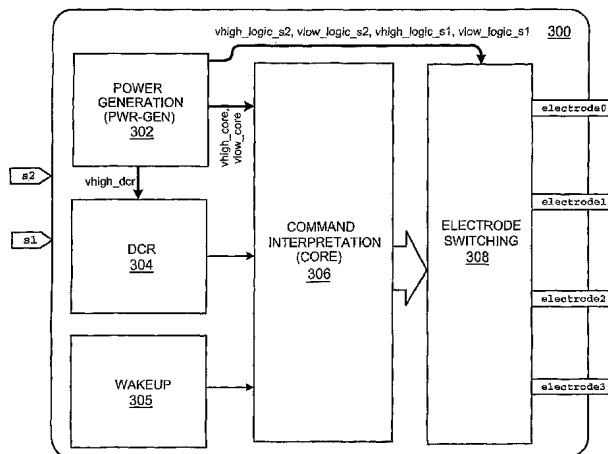 vhigh_logic_s2, vlow_logic_s2, vhigh_logic_s1, vlow_logic_s1
300
POWER
GENERATION
(PWR-GEN)
302
vhigh_core,
vlow_core
vhigh_dcr
s2
s1
DCR
304
WAKEUP
305
COMMAND
INTERPRETATION
(CORE)
306
ELECTRODE
SWITCHING
308
electrode0
electrode1
electrode2
electrode3